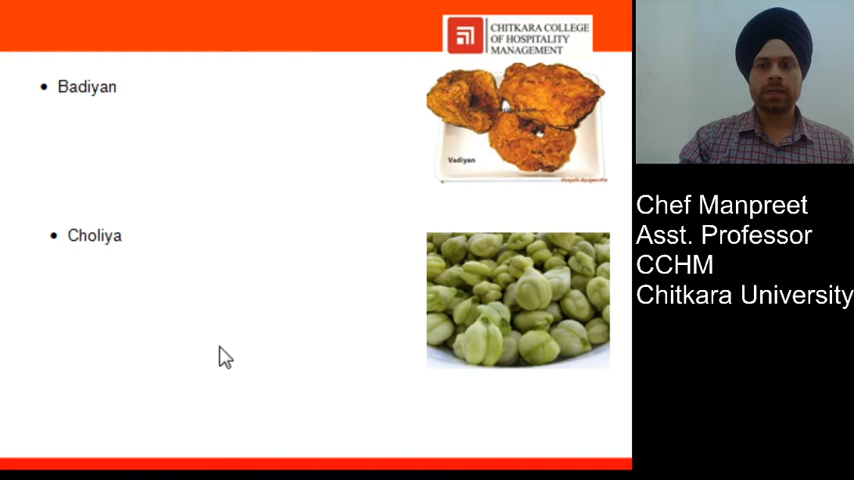 CHITKARA COLLEGE
OF HOSPITALITY
MANAGEMENT
• Badiyan
Vadiyan
• Choliya
Chef Manpreet
Asst. Professor
CCHM
Chitkara University